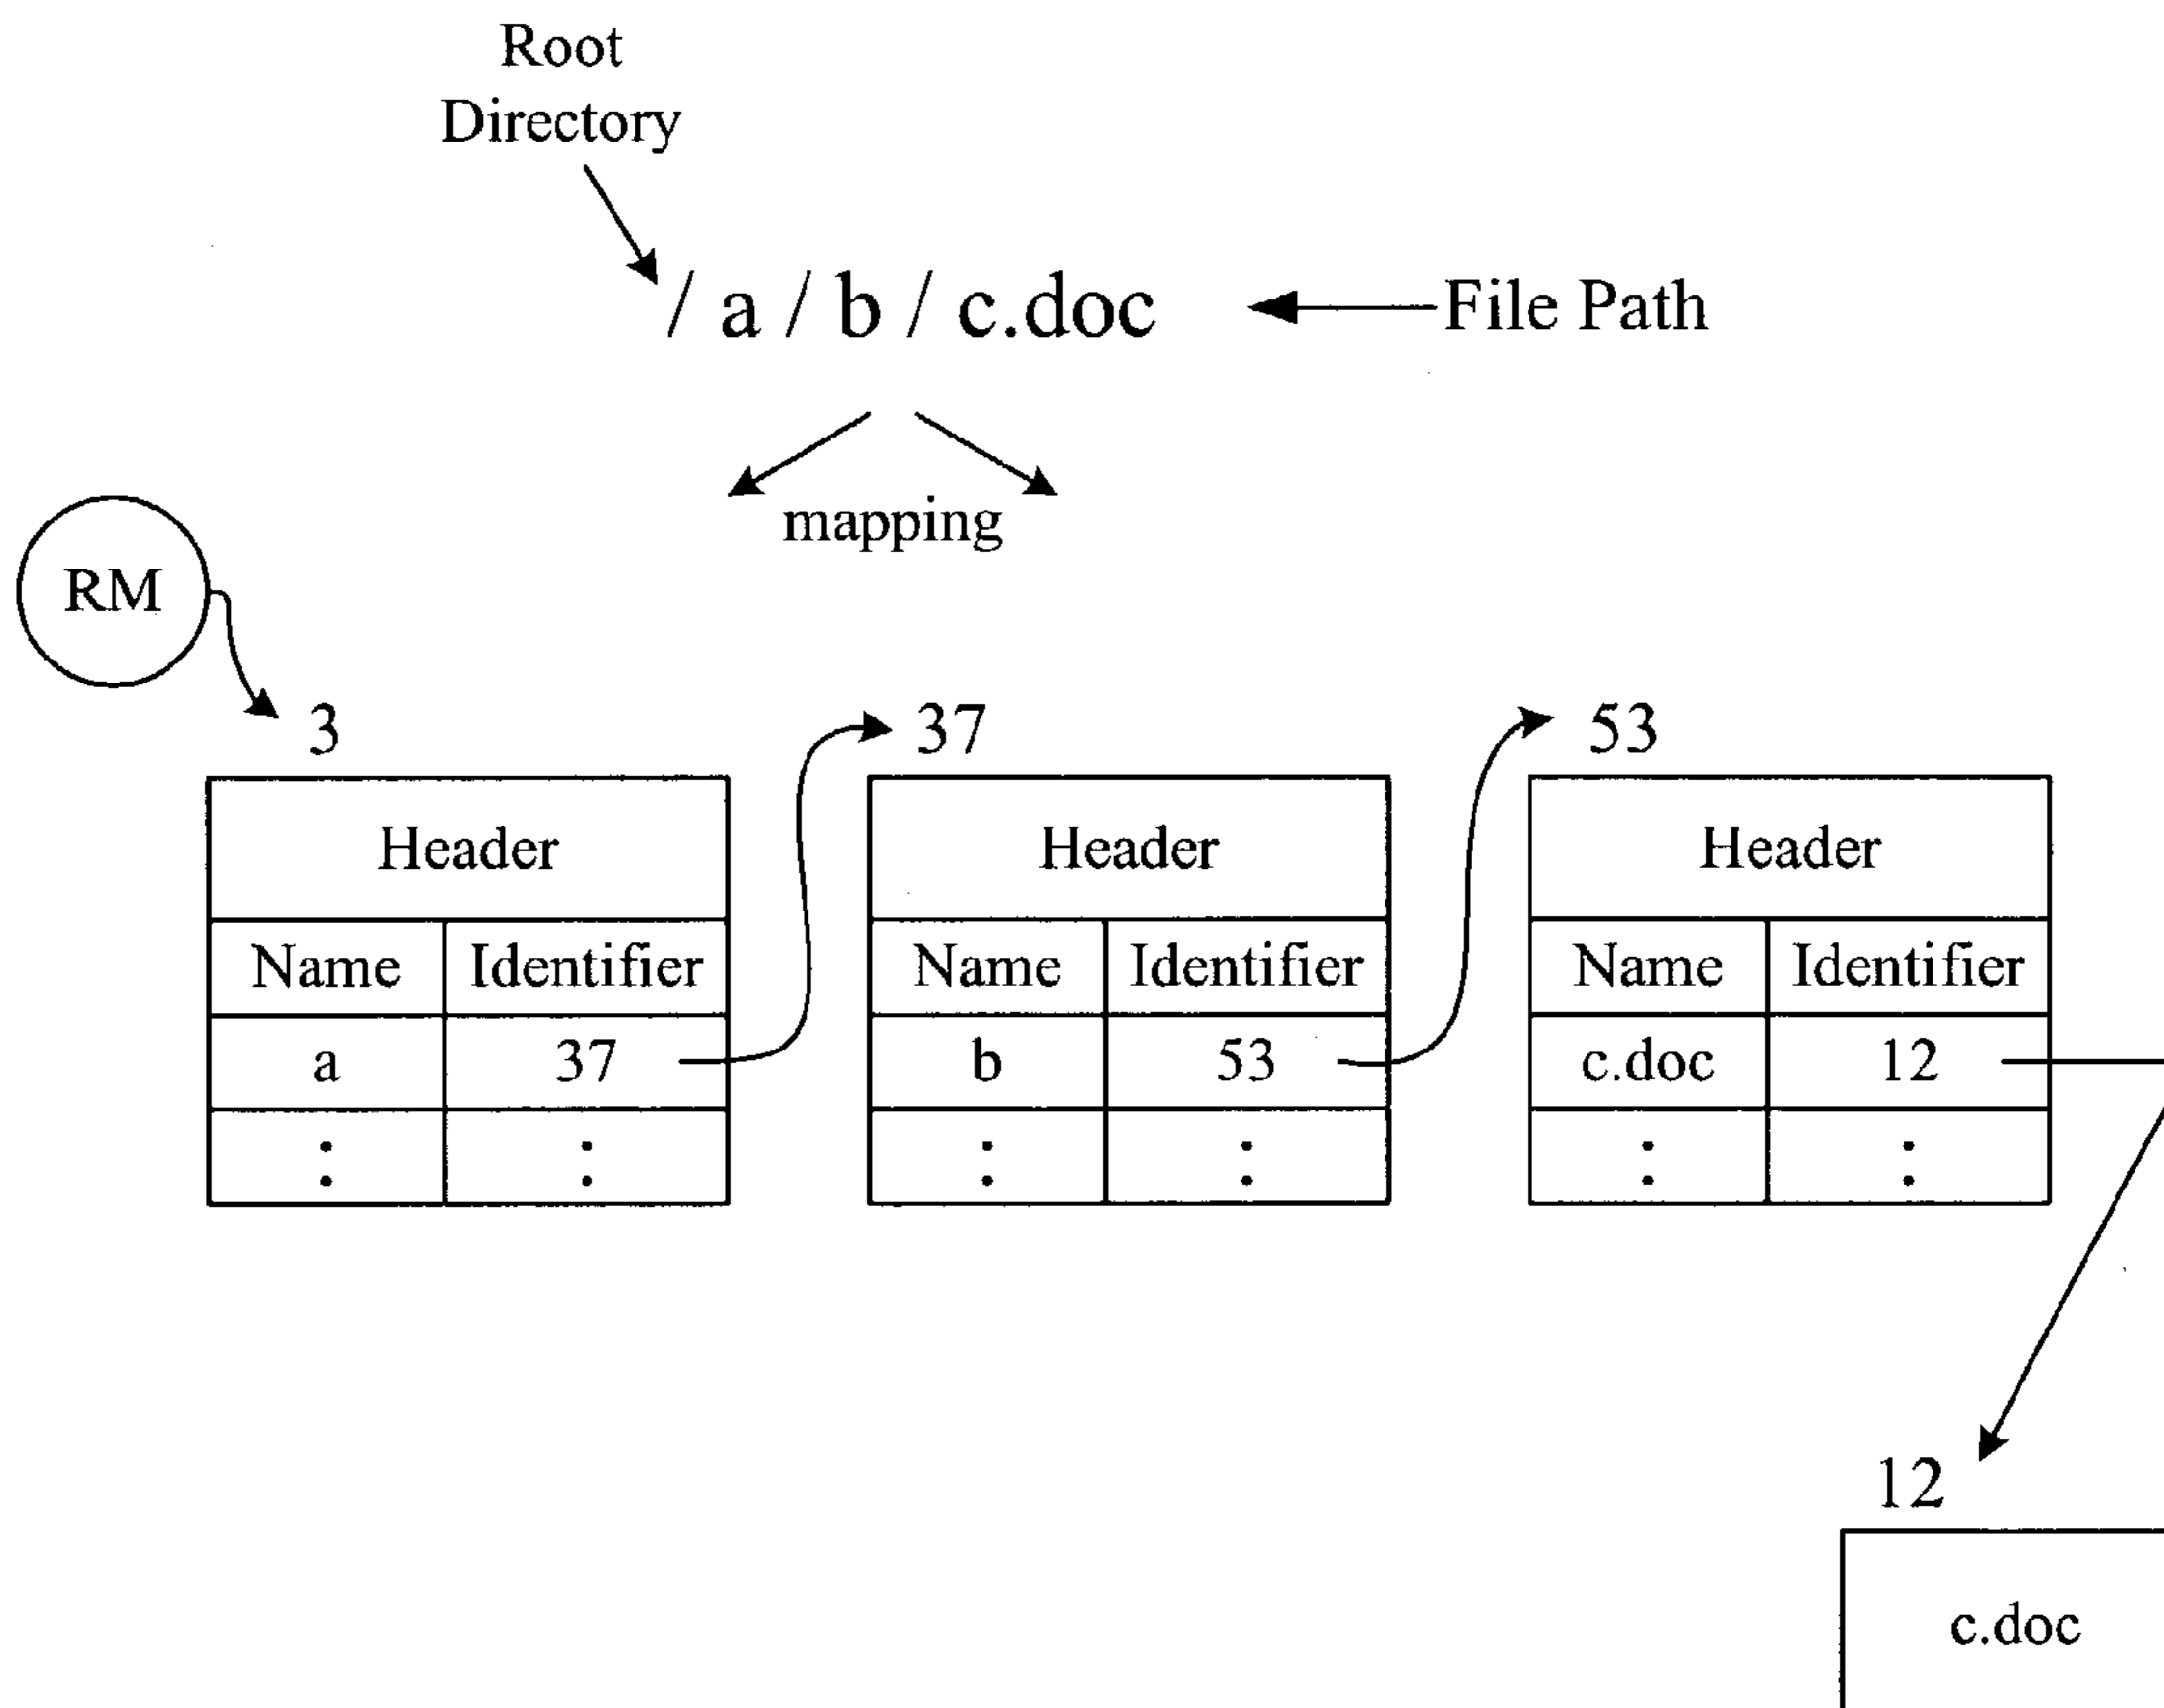 Root
Directory
/ a / b / c.doc
File Path
mapping
RM
3
37
53
Header
Header
Header
Name Identifier
Name Identifier
Name Identifier
a 37
b 53
c.doc 12
: :
: :
: :
12
c.doc